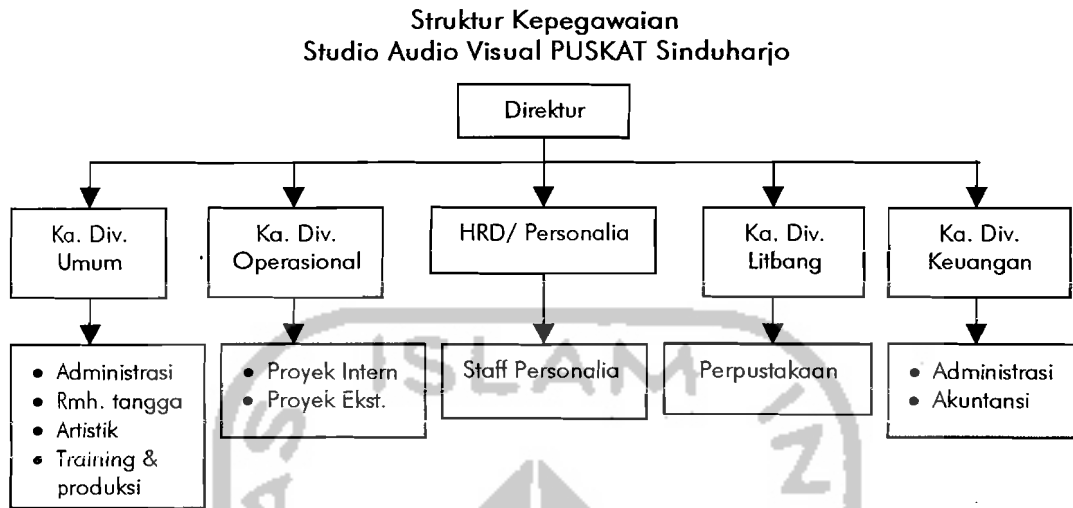 Struktur Kepegawaian
Studio Audio Visual PUSKAT Sinduharjo
Direktur
Ka. Div.
Umum
Ka. Div.
Operasional
HRD/ Personalia
Ka. Div.
Litbang
Ka. Div.
Keuangan
• Administrasi
• Rmh. tangga
• Artistik
• Training &
produksi
• Proyek Intern
• Proyek Ekst.
Staff Personalia
Perpustakaan
• Administrasi
• Akuntansi
ISLAM